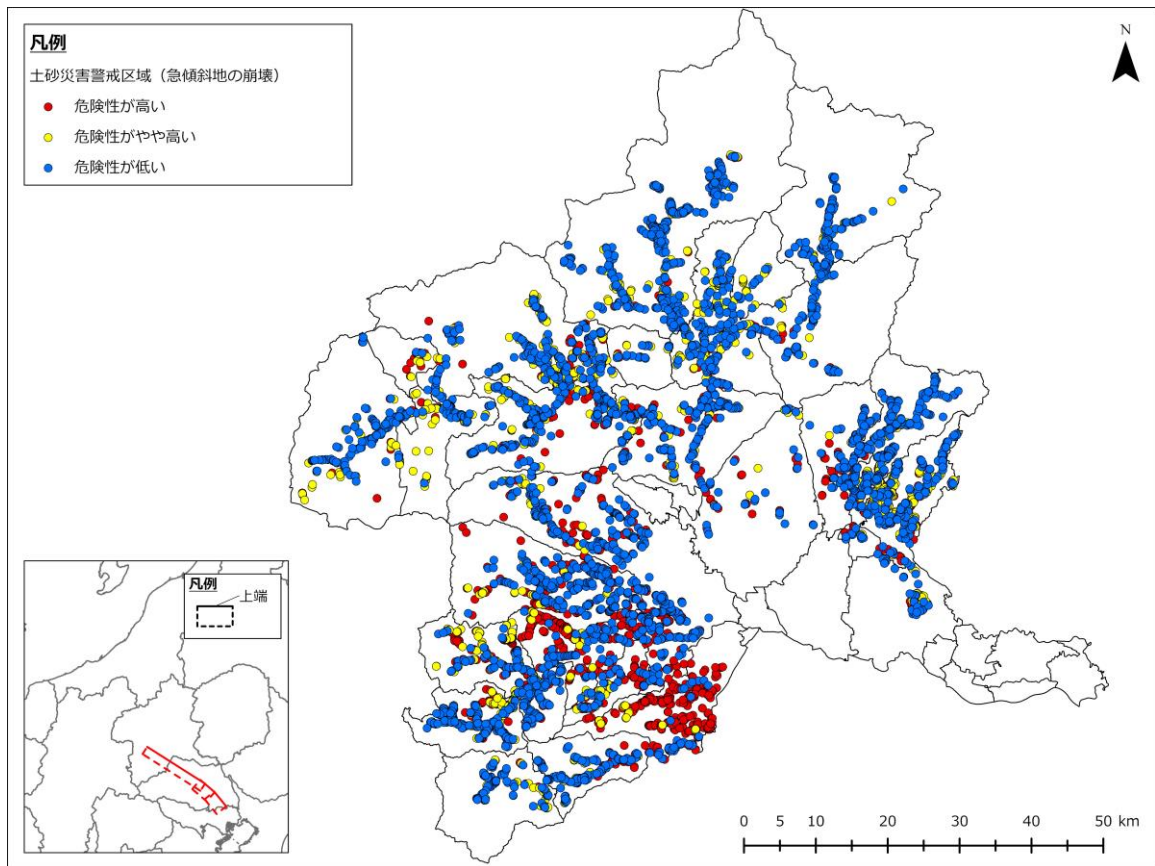 凡例
土砂災害警戒区域（急傾斜地の崩壊）
危険性が高い
危険性がやや高い
危険性が低い
N
凡例
上端
0 5 10 20 30 40 50 km